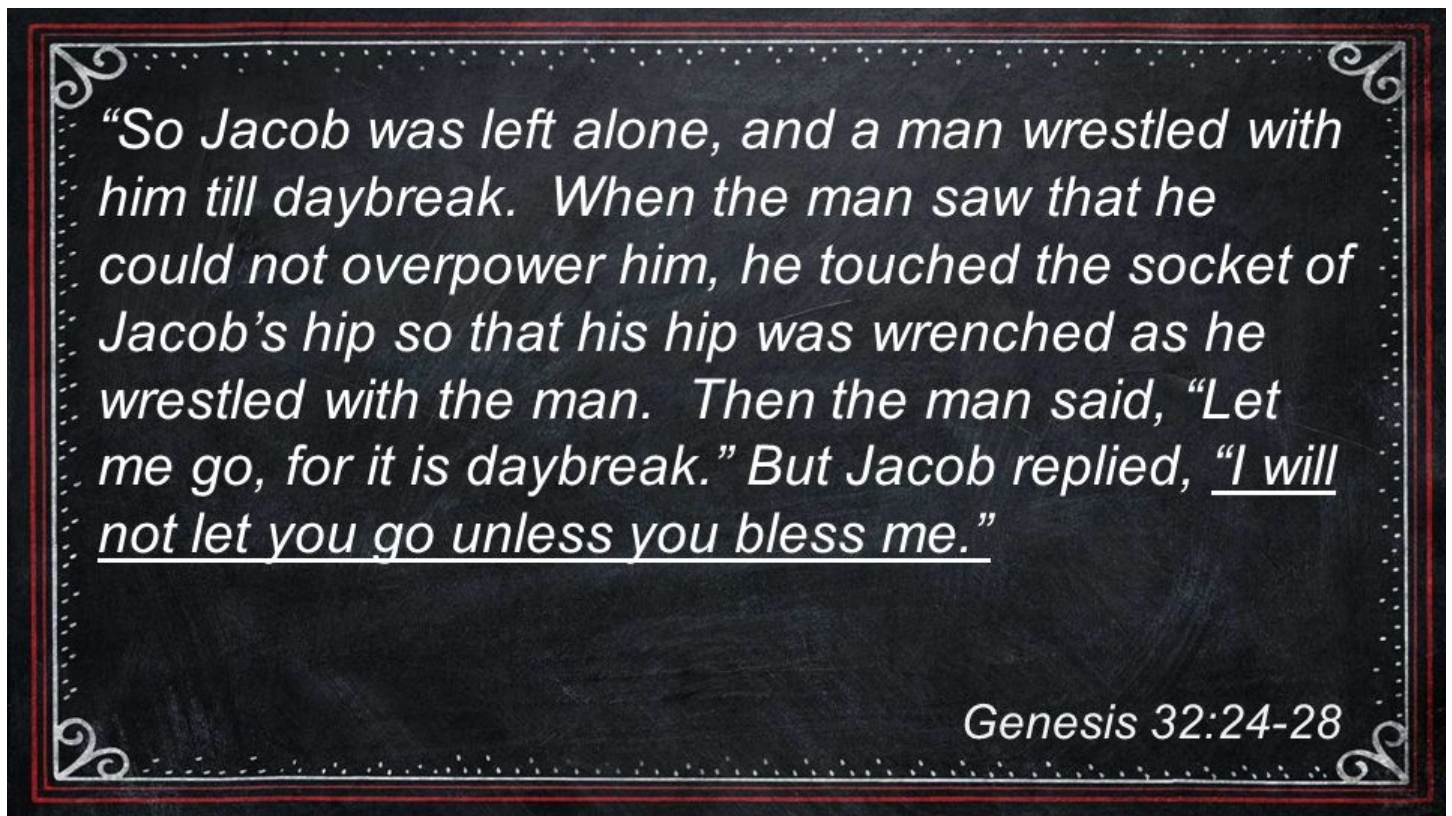 “So Jacob was left alone, and a man wrestled with
him till daybreak.  When the man saw that he
could not overpower him, he touched the socket of
Jacob’s hip so that his hip was wrenched as he
wrestled with the man.  Then the man said, “Let
me go, for it is daybreak.” But Jacob replied, “I will
not let you go unless you bless me.”
Genesis 32:24-28